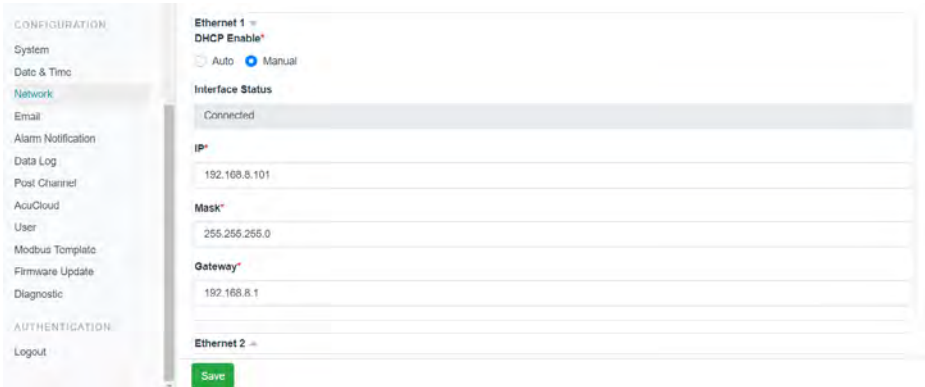 CONFIGURATION
System
Date & Time
Network
Email
Alarm Notification
Data Log
Post Channel
AcuCloud
User
Modbus Template
Firmware Update
Diagnostic
AUTHENTICATION
Logout
Ethernet 1
DHCP Enable*
Auto Manual
Interface Status
Connected
IP*
192.168.8.101
Mask*
255.255.255.0
Gateway*
192.168.8.1
Ethernet 2
Save